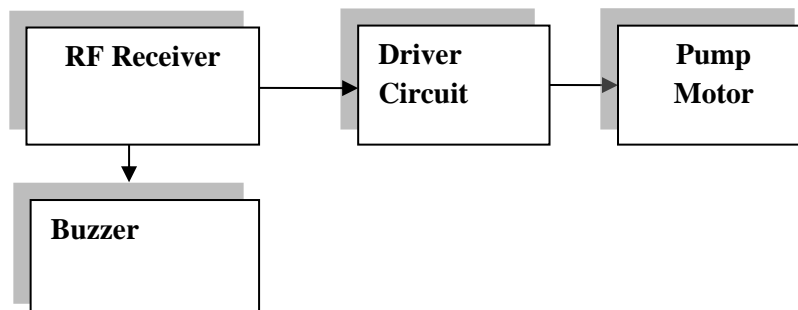 RF Receiver
Driver
Circuit
Pump
Motor
Buzzer